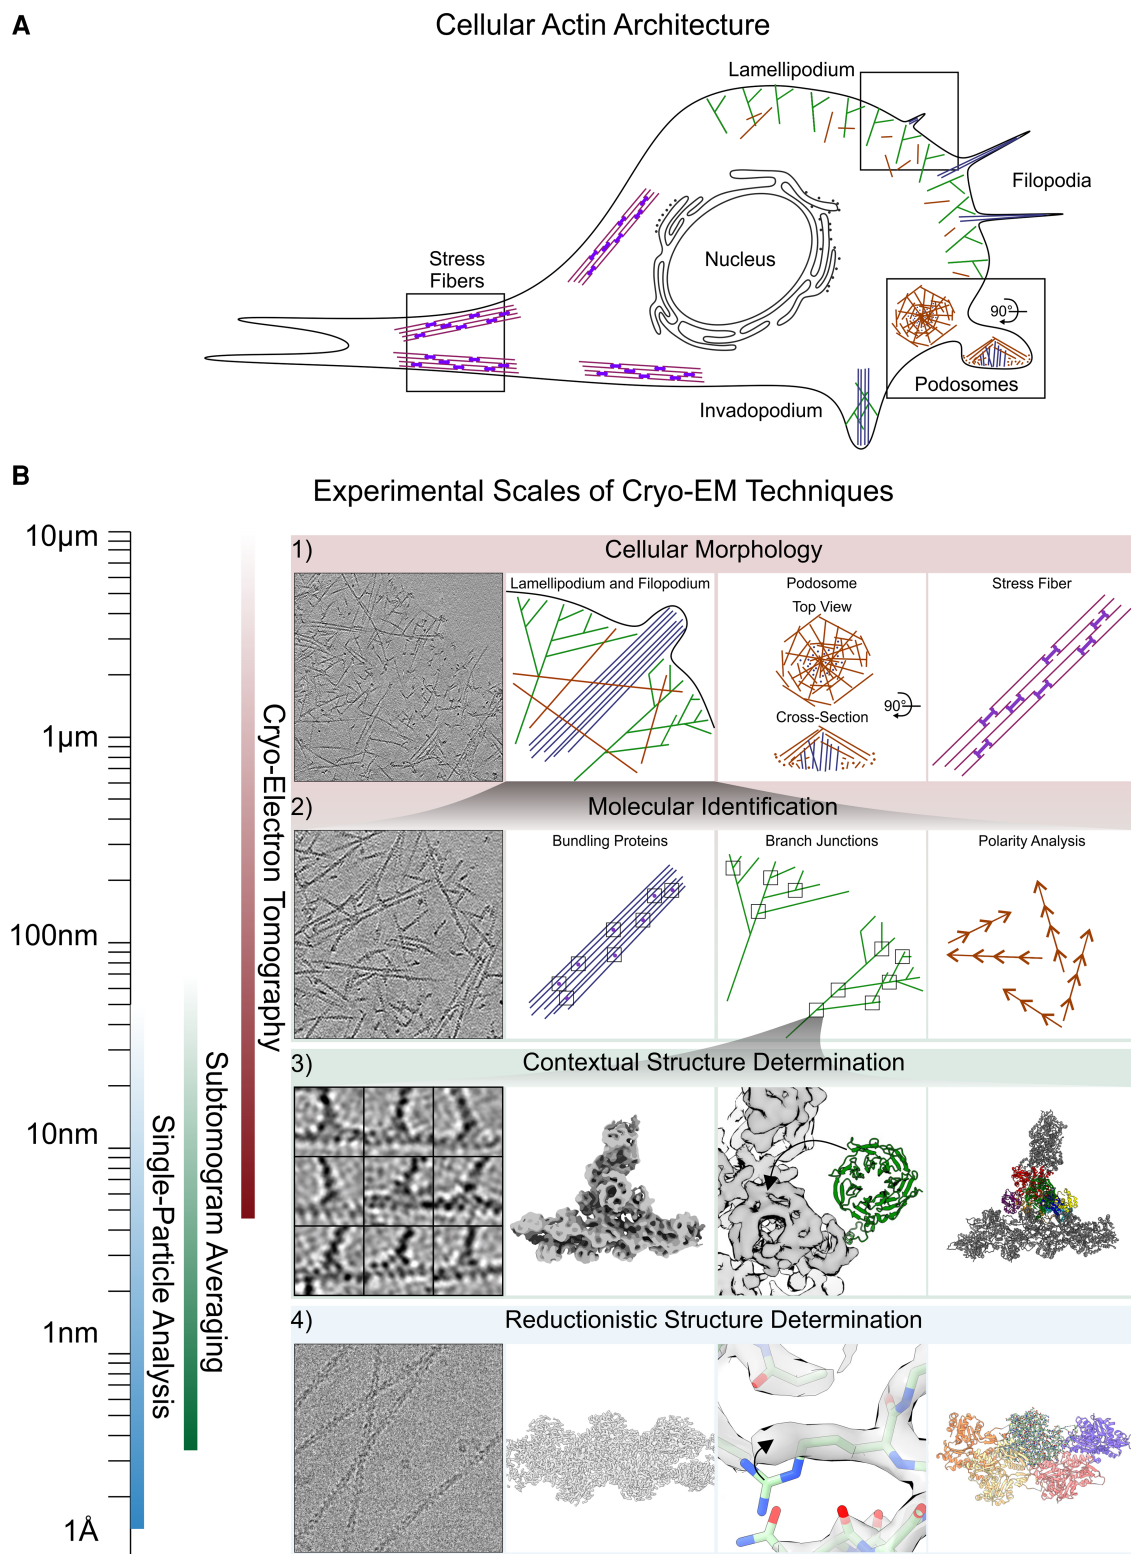 A
Cellular Actin Architecture
Lamellipodium
Filopodia
Nucleus
Stress
Fibers
90°
Podosomes
Invadopodium
B
Experimental Scales of Cryo-EM Techniques
10µm
1µm
100nm
10nm
1nm
1Å
Cryo-Electron Tomography
Subtomogram Averaging
Single-Particle Analysis
1)
Cellular Morphology
Lamellipodium and Filopodium
Podosome
Top View
90°
Cross-Section
Stress Fiber
2)
Molecular Identification
Bundling Proteins
Branch Junctions
Polarity Analysis
3)
Contextual Structure Determination
4)
Reductionistic Structure Determination